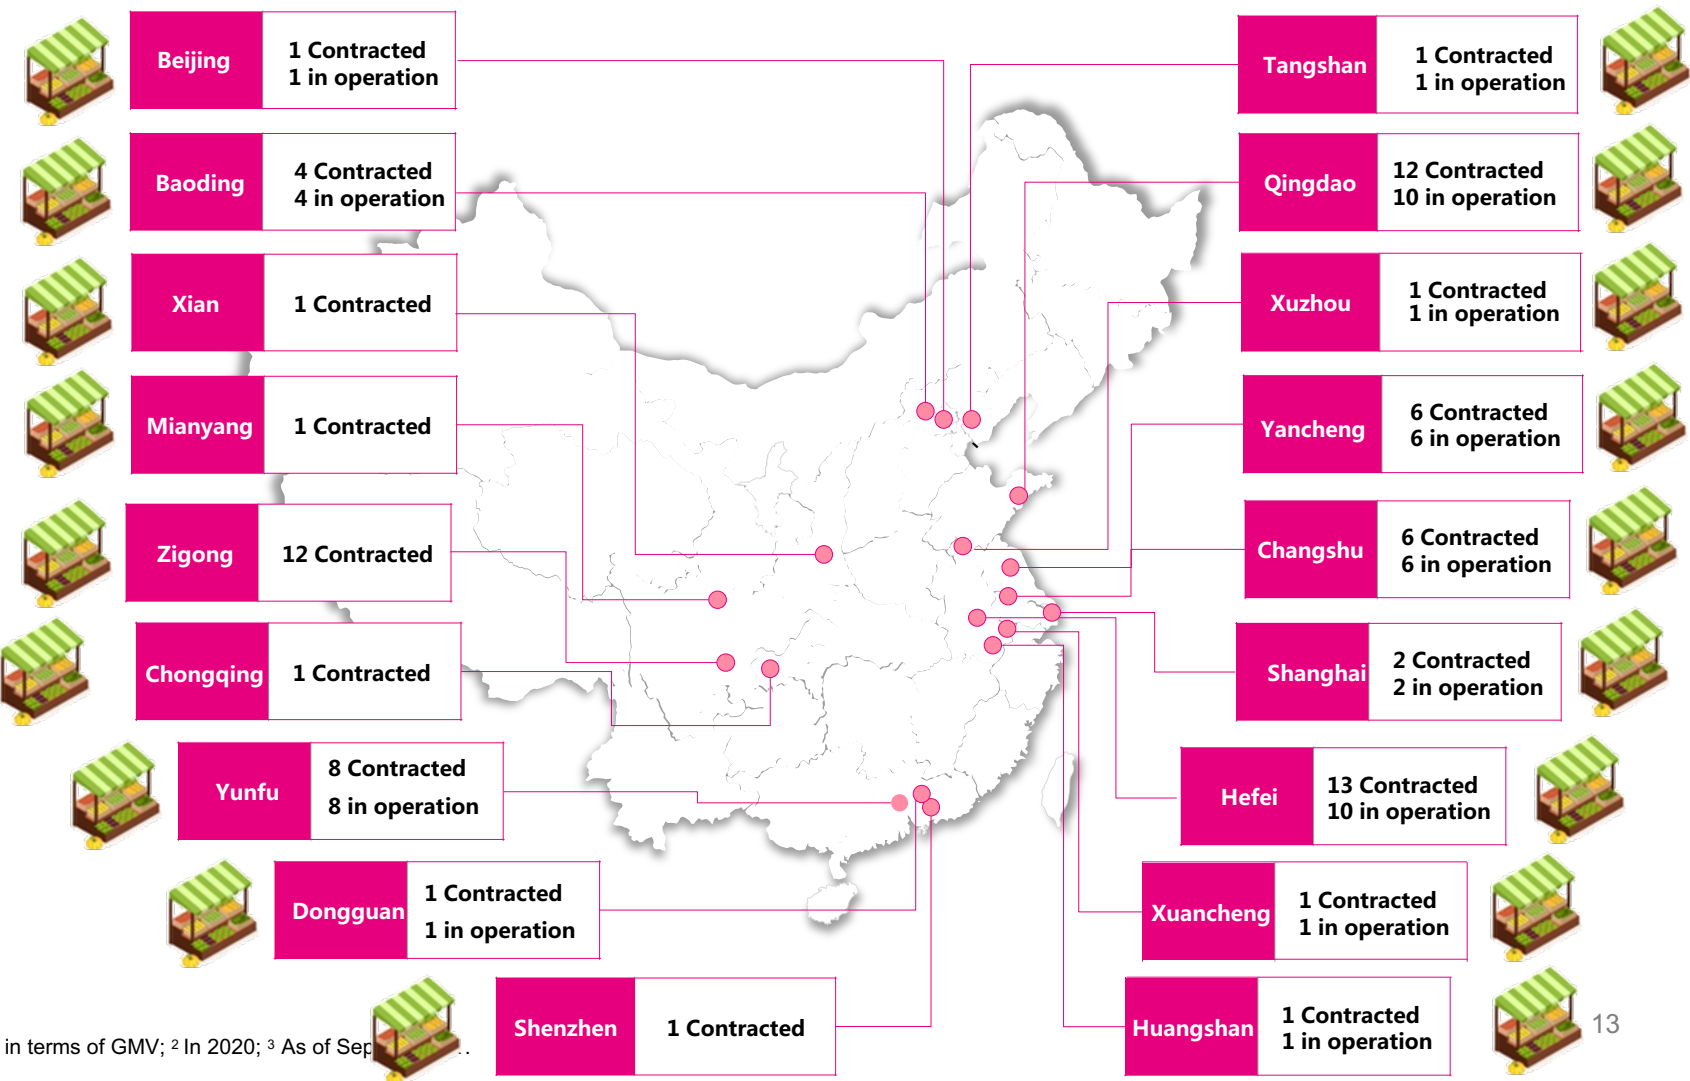 Beijing
1 Contracted
1 in operation
Baoding
4 Contracted
4 in operation
Xian
1 Contracted
Mianyang
1 Contracted
Zigong
12 Contracted
Chongqing
1 Contracted
Yunfu
8 Contracted
8 in operation
Dongguan
1 Contracted
1 in operation
Shenzhen
1 Contracted
Tangshan
1 Contracted
1 in operation
Qingdao
12 Contracted
10 in operation
Xuzhou
1 Contracted
1 in operation
Yancheng
6 Contracted
6 in operation
Changshu
6 Contracted
6 in operation
Shanghai
2 Contracted
2 in operation
Hefei
13 Contracted
10 in operation
Xuancheng
1 Contracted
1 in operation
Huangshan
1 Contracted
1 in operation
in terms of GMV; ² In 2020; ³ As of Sep
13